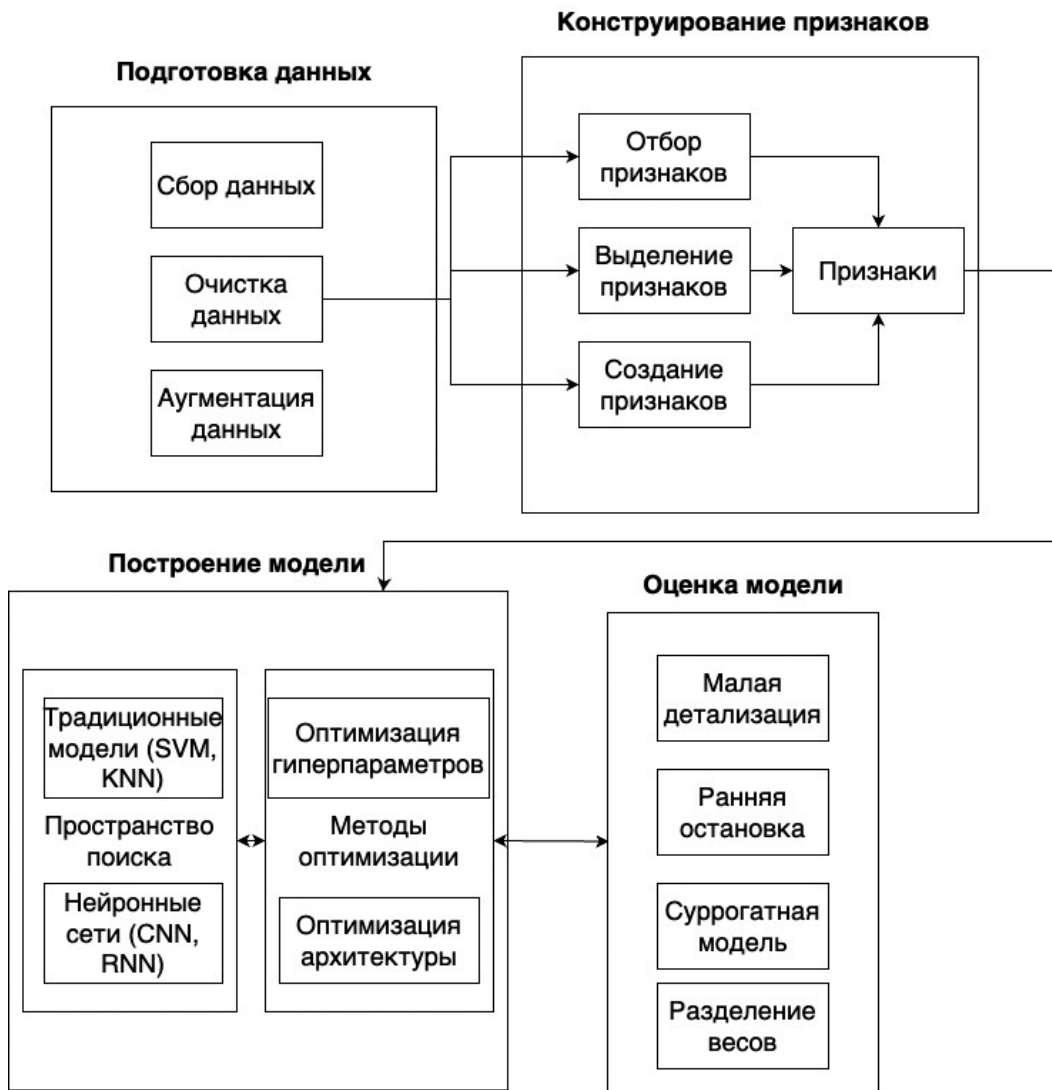 Подготовка данных
Сбор данных
Очистка
данных
Аугментация
данных
Конструирование признаков
Отбор
признаков
Выделение
признаков
Создание
признаков
Признаки
Построение модели
Традиционные
модели (SVM,
KNN)
Пространство
поиска
Нейронные
сети (CNN,
RNN)
Оптимизация
гиперпараметров
Методы
оптимизации
Оптимизация
архитектуры
Оценка модели
Малая
детализация
Ранняя
остановка
Суррогатная
модель
Разделение
весов